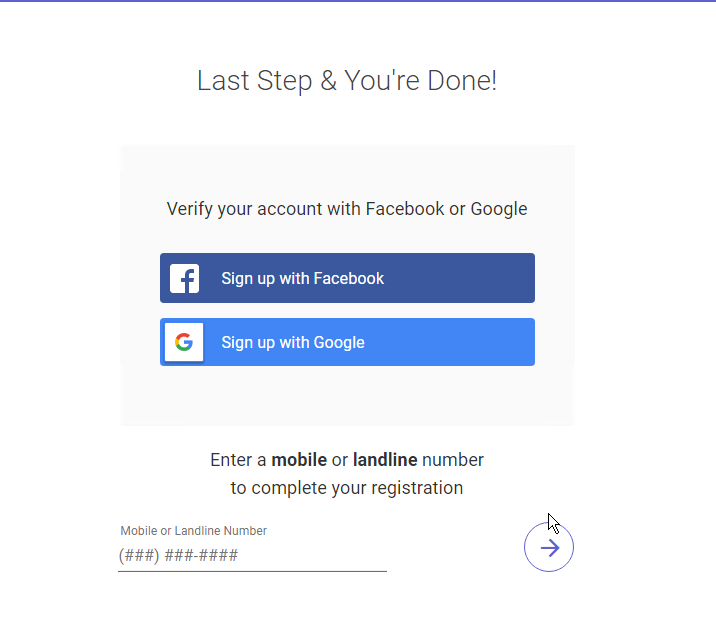 Last Step & You're Done!
Verify your account with Facebook or Google
Sign up with Facebook
Sign up with Google
Enter a mobile or landline number
to complete your registration
Mobile or Landline Number
(###) ###-####